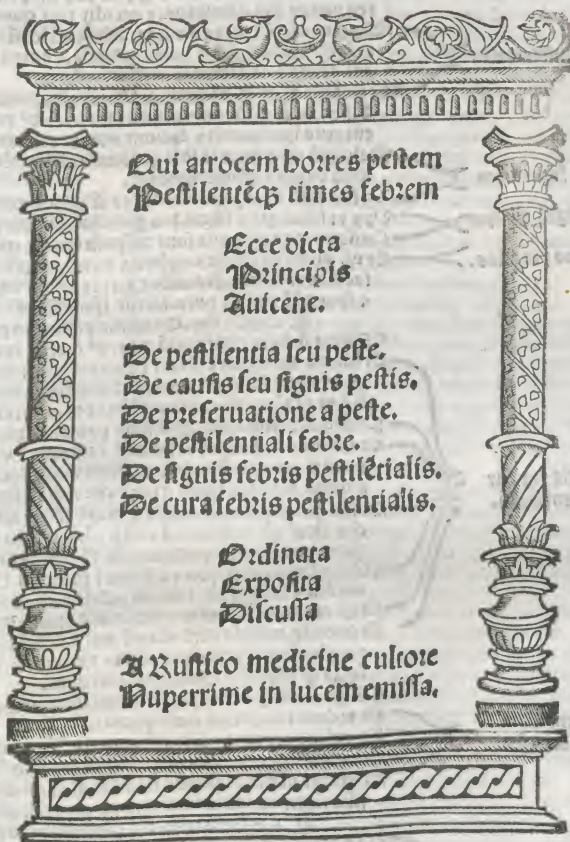 Qui atrocem horres pestem
Pestilentẽqꝫ times febrem
Ecce dicta
Principis
Auicene.
De pestilentia seu peste.
De causis seu signis pestis.
De preseruatione a peste.
De pestilentiali febre.
De signis febris pestilẽtialis.
De cura febris pestilentialis.
Ordinata
Exposita
Discussa
A Rustico medicine cultore
Nuperrime in lucem emissa.